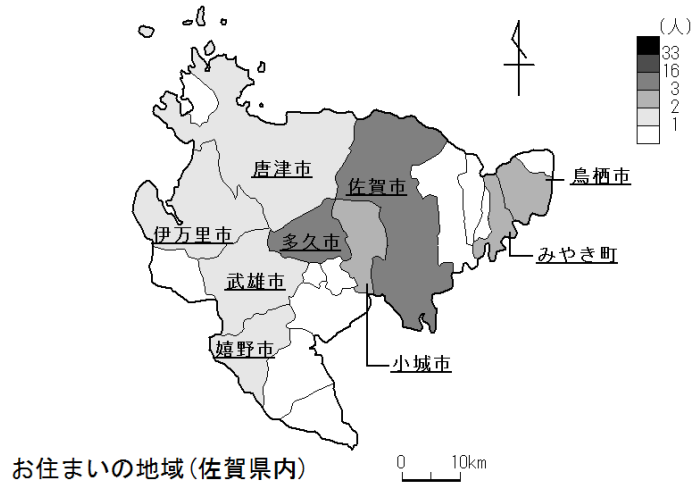 (人)
33
16
3
2
1
唐津市
佐賀市
鳥栖市
伊万里市
多久市
みやき町
武雄市
嬉野市
小城市
お住まいの地域(佐賀県内)
0 10km